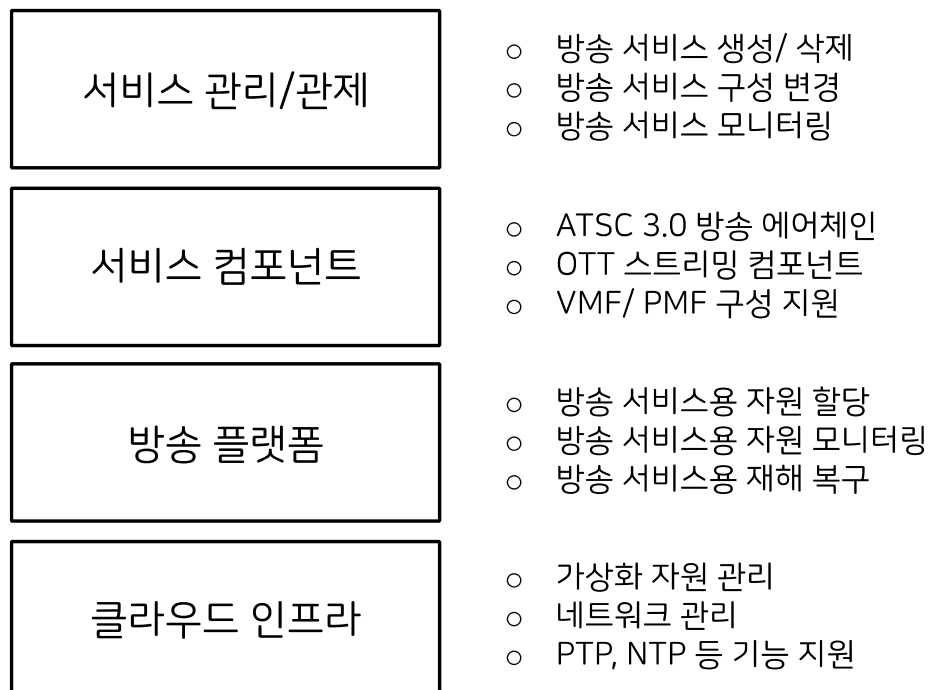 서비스 관리/관제
○ 방송 서비스 생성/ 삭제
○ 방송 서비스 구성 변경
○ 방송 서비스 모니터링
서비스 컴포넌트
○ ATSC 3.0 방송 에어체인
○ OTT 스트리밍 컴포넌트
○ VMF/ PMF 구성 지원
방송 플랫폼
○ 방송 서비스용 자원 할당
○ 방송 서비스용 자원 모니터링
○ 방송 서비스용 재해 복구
클라우드 인프라
○ 가상화 자원 관리
○ 네트워크 관리
○ PTP, NTP 등 기능 지원